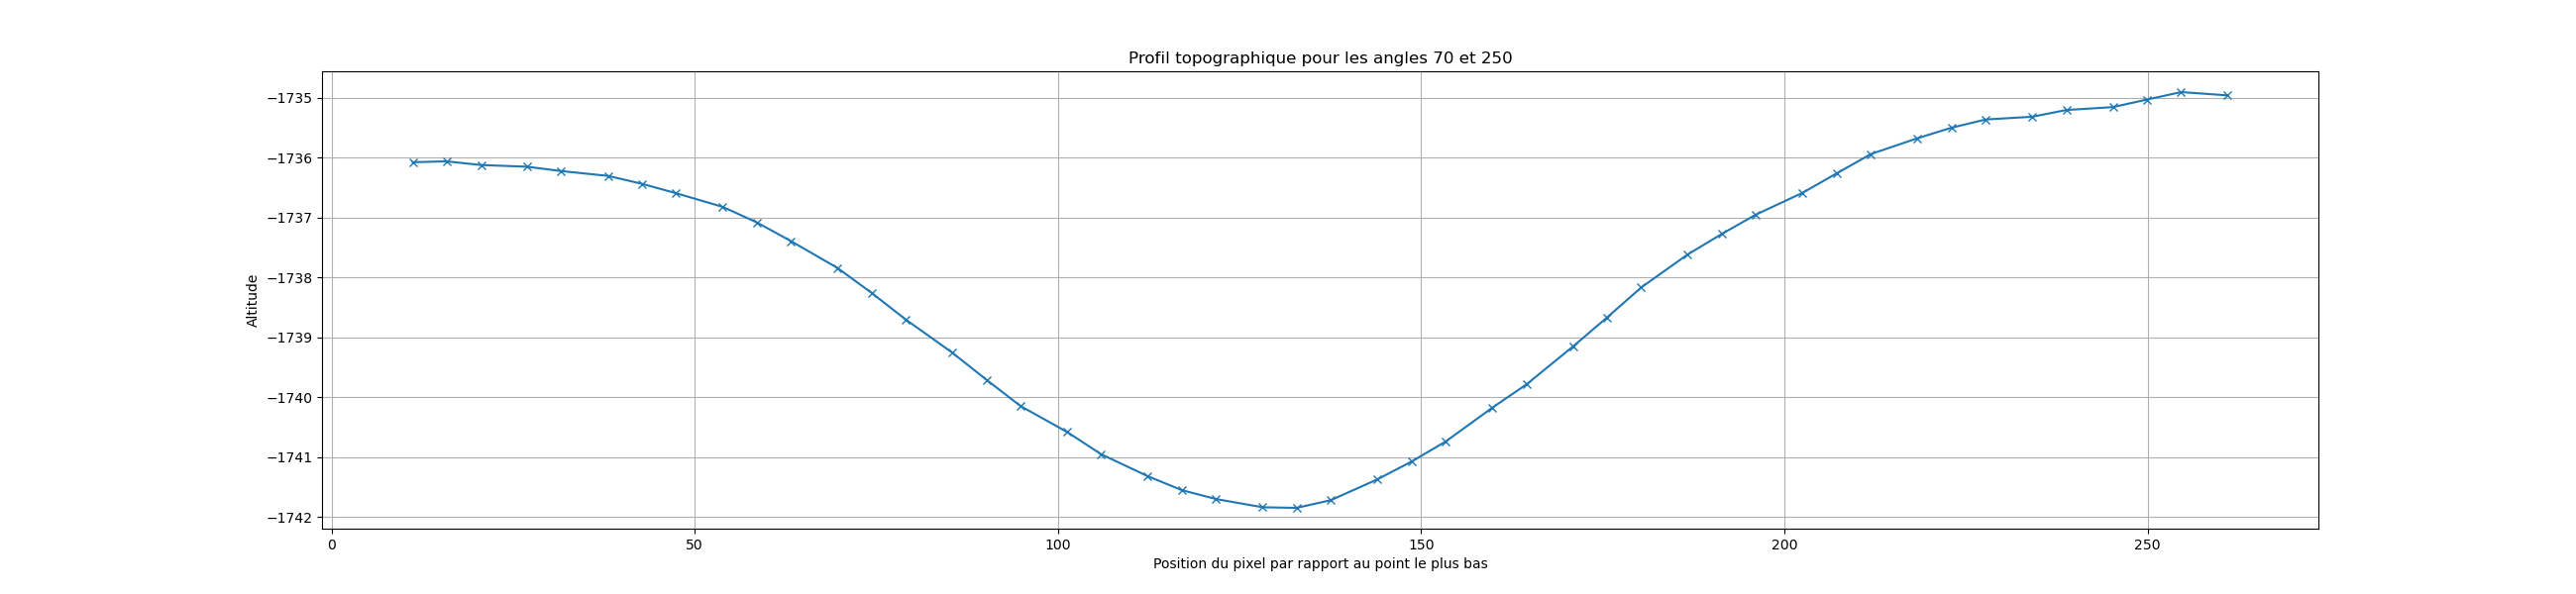 Profil topographique pour les angles 70 et 250
Altitude
−1735
−1736
−1737
−1738
−1739
−1740
−1741
−1742
0 50 100 150 200 250
Position du pixel par rapport au point le plus bas